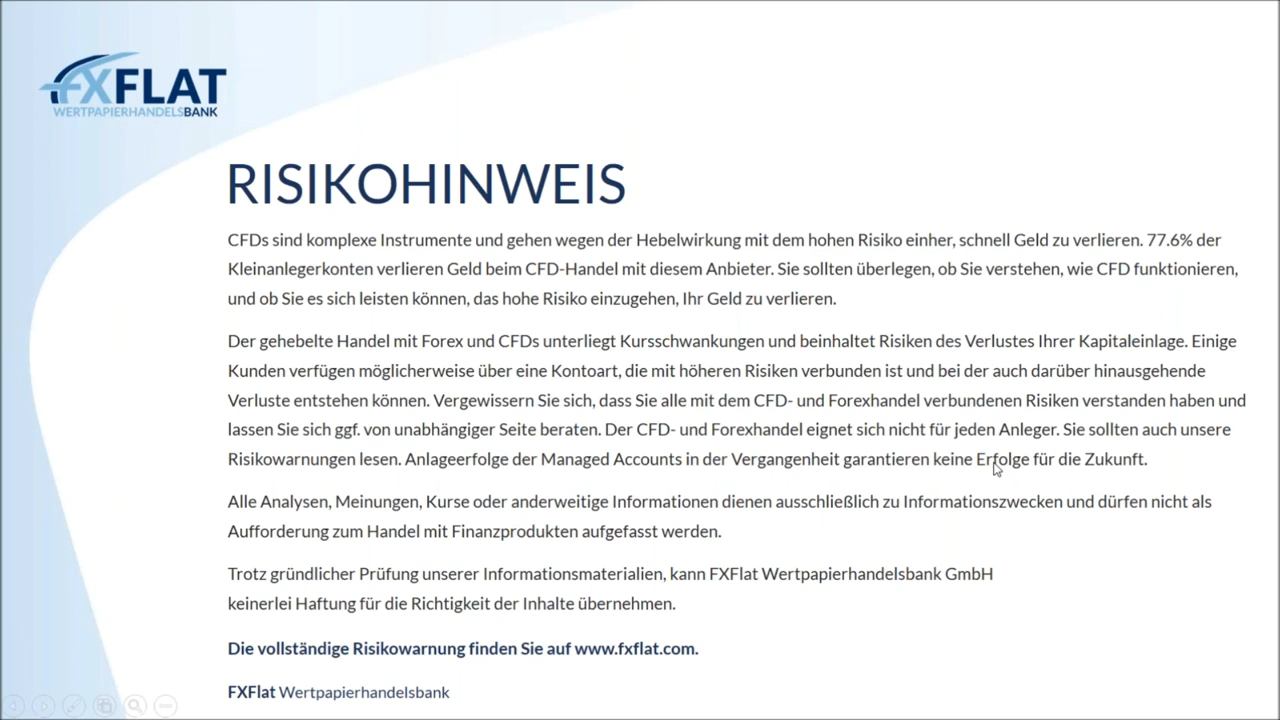 FXFLAT
WERTPAPIERHANDELSBANK
RISIKOHINWEIS
CFDs sind komplexe Instrumente und gehen wegen der Hebelwirkung mit dem hohen Risiko einher, schnell Geld zu verlieren. 77.6% der
Kleinanlegerkonten verlieren Geld beim CFD-Handel mit diesem Anbieter. Sie sollten überlegen, ob Sie verstehen, wie CFD funktionieren,
und ob Sie es sich leisten können, das hohe Risiko einzugehen, Ihr Geld zu verlieren.
Der gehebelte Handel mit Forex und CFDs unterliegt Kursschwankungen und beinhaltet Risiken des Verlustes Ihrer Kapitaleinlage. Einige
Kunden verfügen möglicherweise über eine Kontoart, die mit höheren Risiken verbunden ist und bei der auch darüber hinausgehende
Verluste entstehen können. Vergewissern Sie sich, dass Sie alle mit dem CFD- und Forexhandel verbundenen Risiken verstanden haben und
lassen Sie sich ggf. von unabhängiger Seite beraten. Der CFD- und Forexhandel eignet sich nicht für jeden Anleger. Sie sollten auch unsere
Risikowarnungen lesen. Anlageerfolge der Managed Accounts in der Vergangenheit garantieren keine Erfolge für die Zukunft.
Alle Analysen, Meinungen, Kurse oder anderweitige Informationen dienen ausschließlich zu Informationszwecken und dürfen nicht als
Aufforderung zum Handel mit Finanzprodukten aufgefasst werden.
Trotz gründlicher Prüfung unserer Informationsmaterialien, kann FXFlat Wertpapierhandelsbank GmbH
keinerlei Haftung für die Richtigkeit der Inhalte übernehmen.
Die vollständige Risikowarnung finden Sie auf www.fxflat.com.
FXFlat Wertpapierhandelsbank